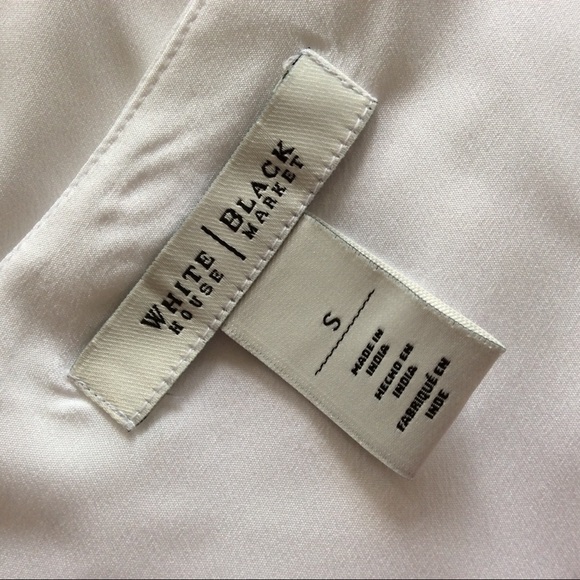 WHITE | BLACK
HOUSE | MARKET
S
MADE IN
INDIA
HECHO EN
INDIA
FABRIQUÉ EN
INDE